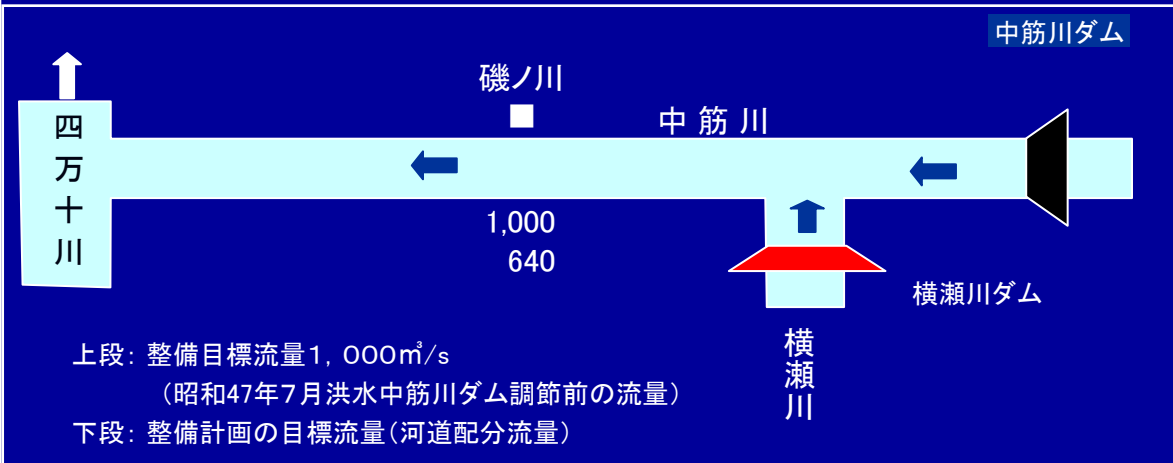 中筋川ダム
磯ノ川
中筋川
四万十川
1,000
640
横瀬川ダム
横瀬川
上段：整備目標流量１，０００㎥/s
（昭和47年７月洪水中筋川ダム調節前の流量）
下段：整備計画の目標流量（河道配分流量）